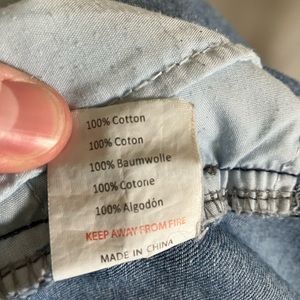 100% Cotton
100% Coton
100% Baumwolle
100% Cotone
100% Algodón
KEEP AWAY FROM FIRE
MADE IN CHINA